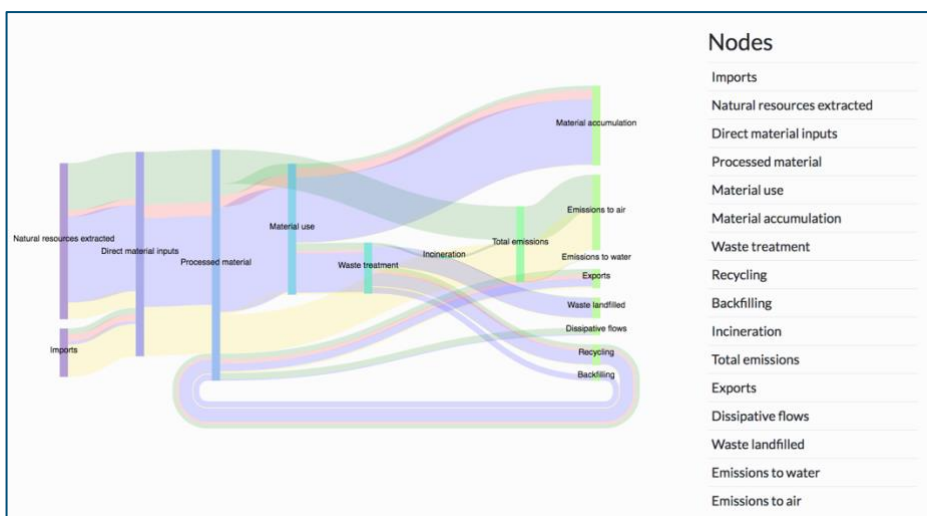 Material accumulation
Natural resources extracted
Direct material inputs
Processed material
Material use
Emissions to air
Total emissions
Incineration
Waste treatment
Emissions to water
Exports
Waste landfilled
Dissipative flows
Imports
Recycling
Backfilling
Nodes
Imports
Natural resources extracted
Direct material inputs
Processed material
Material use
Material accumulation
Waste treatment
Recycling
Backfilling
Incineration
Total emissions
Exports
Dissipative flows
Waste landfilled
Emissions to water
Emissions to air